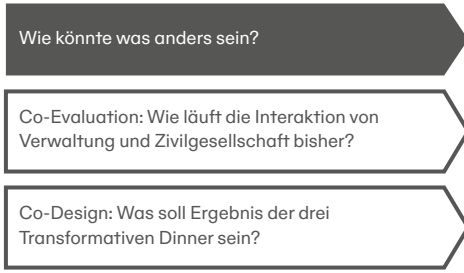 Wie könnte was anders sein?
Co-Evaluation: Wie läuft die Interaktion von
Verwaltung und Zivilgesellschaft bisher?
Co-Design: Was soll Ergebnis der drei
Transformativen Dinner sein?